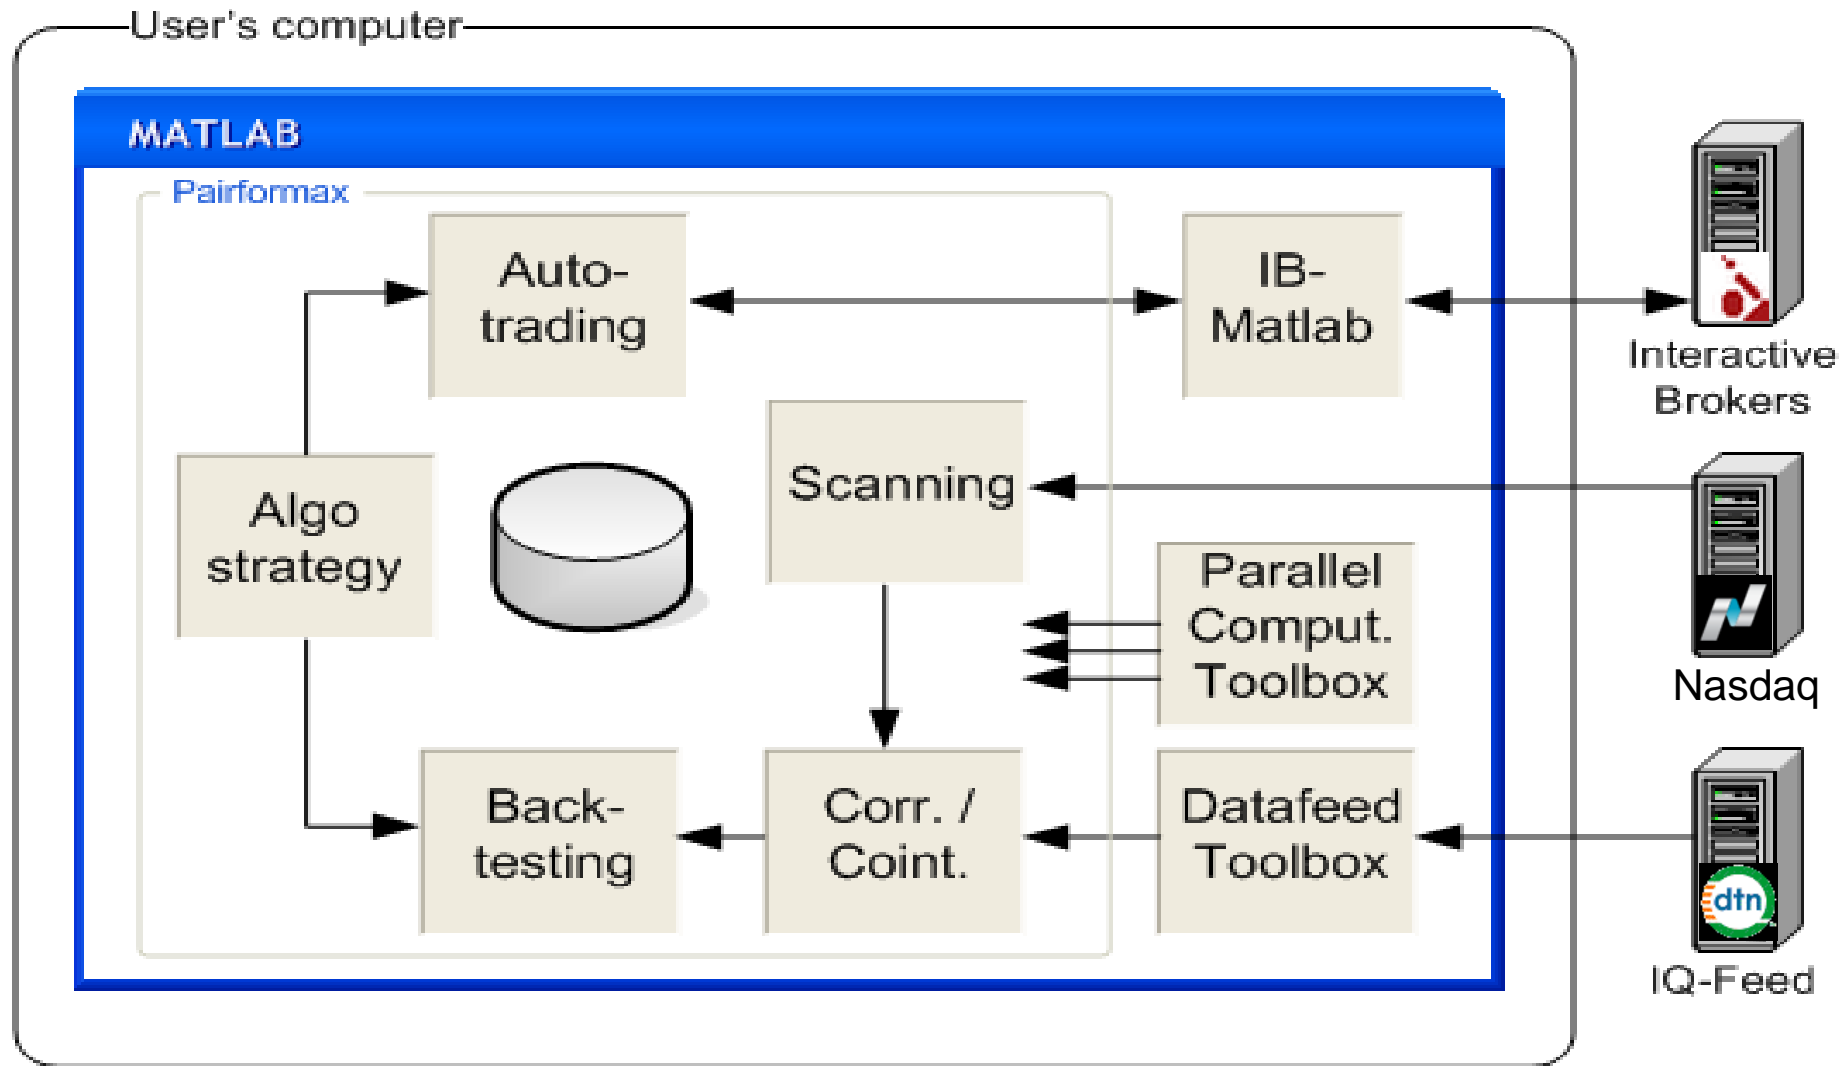 User's computer
MATLAB
Pairformax
Auto-
trading
IB-
Matlab
Interactive
Brokers
Scanning
Algo
strategy
Parallel
Comput.
Toolbox
Nasdaq
Back-
testing
Corr. /
Coint.
Datafeed
Toolbox
dtn
IQ-Feed